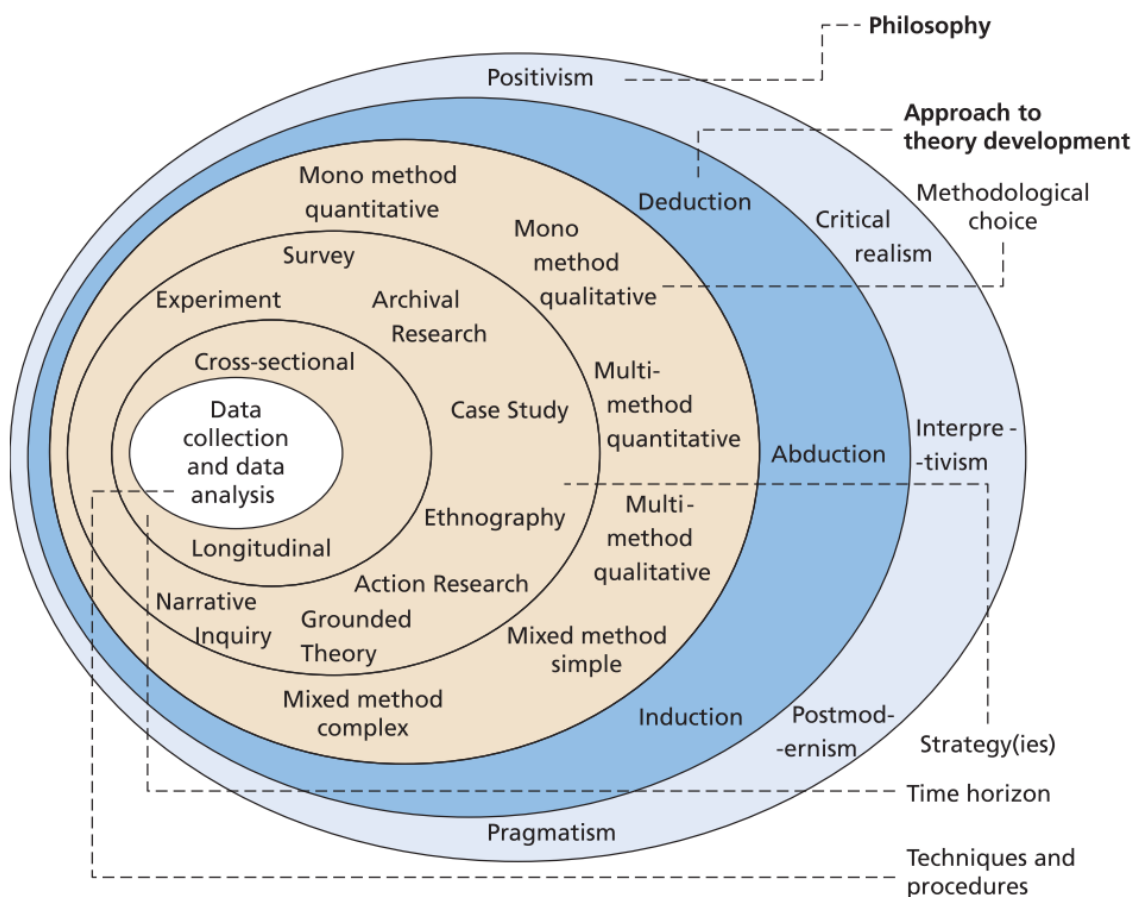 Philosophy
Positivism
Approach to
theory development
Deduction
Methodological
choice
Critical
realism
Mono method
quantitative
Mono
method
qualitative
Survey
Experiment
Archival
Research
Cross-sectional
Multi-
method
quantitative
Case Study
Data
collection
and data
analysis
Abduction
Interpre -
-tivism
Ethnography
Multi-
method
qualitative
Longitudinal
Action Research
Narrative
Inquiry
Grounded
Theory
Mixed method
simple
Mixed method
complex
Induction
Postmod-
-ernism
Strategy(ies)
Time horizon
Pragmatism
Techniques and
procedures